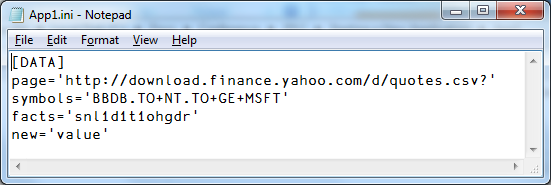 App1.ini - Notepad
File Edit Format View Help
[DATA]
page='http://download.finance.yahoo.com/d/quotes.csv?'
symbols='BBDB.TO+NT.TO+GE+MSFT'
facts='snl1d1t1ohgdr'
new='value'